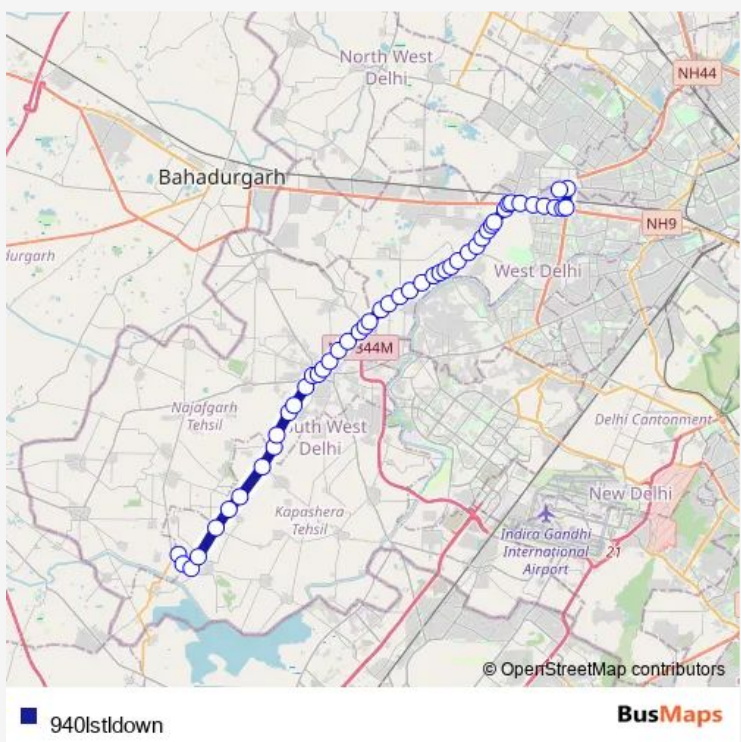 North West
Delhi
NH44
Bahadurgarh
NH9
durgarh
West Delhi
344M
Najafgarh
Tehsil
uth West
Delhi
Delhi Cantonment
Kapashera
Tehsil
New Delhi
Indira Gandhi
International
Airport
21
© OpenStreetMap contributors
940lstldown
BusMaps